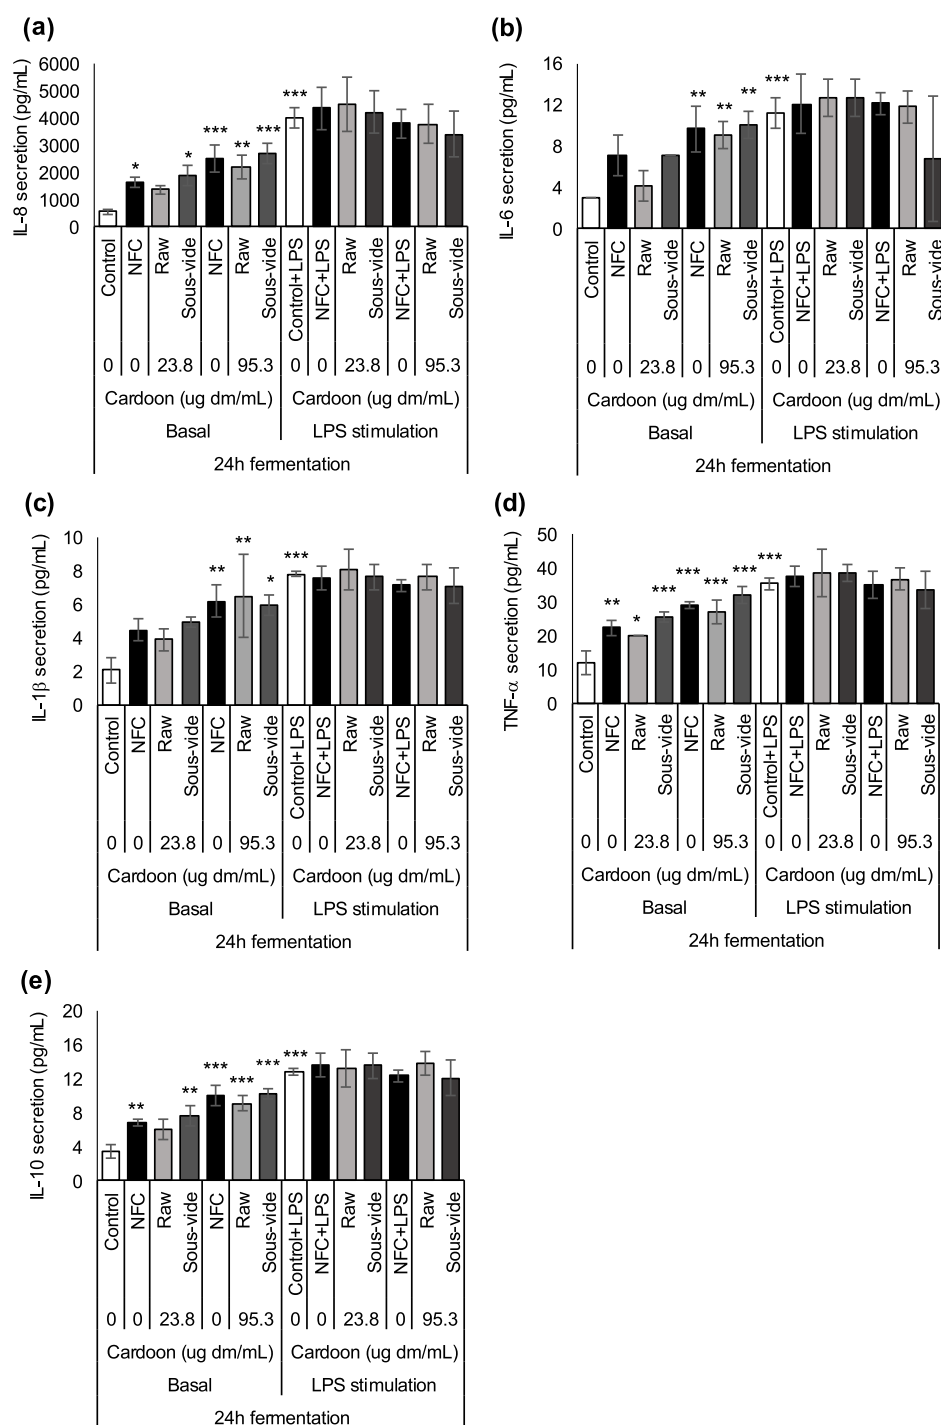 (a)
6000
5000
4000
3000
2000
1000
0
IL-8 secretion (pg/mL)
* * *** ** *** ***
Control NFC Raw Sous-vide NFC Raw Sous-vide Control+LPS NFC+LPS Raw Sous-vide NFC+LPS Raw Sous-vide
0 0 23.8 0 95.3 0 0 23.8 0 95.3
Cardoon (ug dm/mL) Cardoon (ug dm/mL)
Basal LPS stimulation
24h fermentation
(b)
16
12
8
4
0
IL-6 secretion (pg/mL)
** ** ** ***
Control NFC Raw Sous-vide NFC Raw Sous-vide Control+LPS NFC+LPS Raw Sous-vide NFC+LPS Raw Sous-vide
0 0 23.8 0 95.3 0 0 23.8 0 95.3
Cardoon (ug dm/mL) Cardoon (ug dm/mL)
Basal LPS stimulation
24h fermentation
(c)
10
8
6
4
2
0
IL-1β secretion (pg/mL)
** ** * ***
Control NFC Raw Sous-vide NFC Raw Sous-vide Control+LPS NFC+LPS Raw Sous-vide NFC+LPS Raw Sous-vide
0 0 23.8 0 95.3 0 0 23.8 0 95.3
Cardoon (ug dm/mL) Cardoon (ug dm/mL)
Basal LPS stimulation
24h fermentation
(d)
50
40
30
20
10
0
TNF-α secretion (pg/mL)
** * *** *** *** *** ***
Control NFC Raw Sous-vide NFC Raw Sous-vide Control+LPS NFC+LPS Raw Sous-vide NFC+LPS Raw Sous-vide
0 0 23.8 0 95.3 0 0 23.8 0 95.3
Cardoon (ug dm/mL) Cardoon (ug dm/mL)
Basal LPS stimulation
24h fermentation
(e)
20
16
12
8
4
0
IL-10 secretion (pg/mL)
** ** *** *** *** ***
Control NFC Raw Sous-vide NFC Raw Sous-vide Control+LPS NFC+LPS Raw Sous-vide NFC+LPS Raw Sous-vide
0 0 23.8 0 95.3 0 0 23.8 0 95.3
Cardoon (ug dm/mL) Cardoon (ug dm/mL)
Basal LPS stimulation
24h fermentation